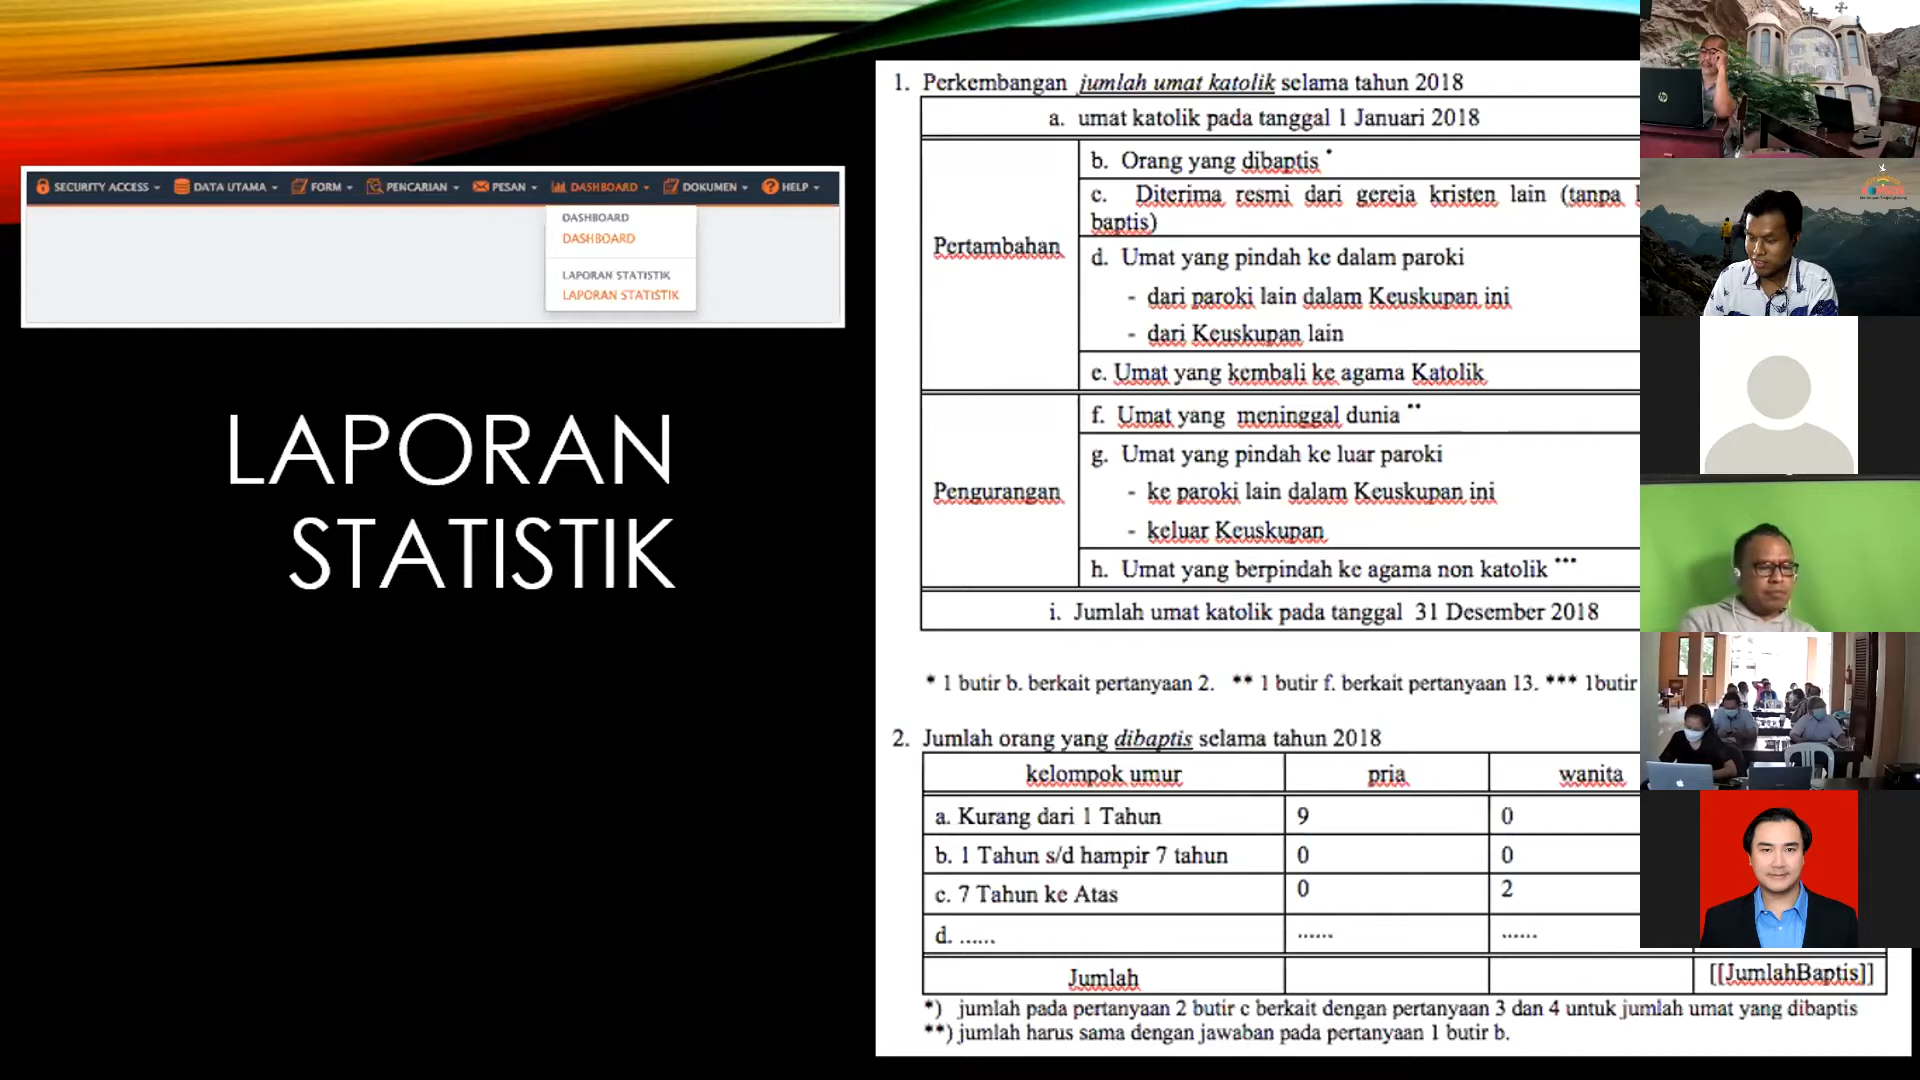 SECURITY ACCESS DATA UTAMA FORM PENCARIAN PESAN DASHBOARD DOKUMEN HELP
DASHBOARD
DASHBOARD
LAPORAN STATISTIK
LAPORAN STATISTIK
LAPORAN
STATISTIK
1. Perkembangan jumlah umat katolik selama tahun 2018
a. umat katolik pada tanggal 1 Januari 2018
Pertambahan
b. Orang yang dibaptis *
c. Diterima resmi dari gereja kristen lain (tanpa
baptis)
d. Umat yang pindah ke dalam paroki
- dari paroki lain dalam Keuskupan ini
- dari Keuskupan lain
e. Umat yang kembali ke agama Katolik
Pengurangan
f. Umat yang meninggal dunia **
g. Umat yang pindah ke luar paroki
- ke paroki lain dalam Keuskupan ini
- keluar Keuskupan
h. Umat yang berpindah ke agama non katolik ***
i. Jumlah umat katolik pada tanggal 31 Desember 2018
* 1 butir b. berkait pertanyaan 2. ** 1 butir f. berkait pertanyaan 13. *** 1butir
2. Jumlah orang yang dibaptis selama tahun 2018
kelompok umur pria wanita
a. Kurang dari 1 Tahun 9 0
b. 1 Tahun s/d hampir 7 tahun 0 0
c. 7 Tahun ke Atas 0 2
d. ...... ...... ......
Jumlah [[JumlahBaptis]]
*) jumlah pada pertanyaan 2 butir c berkait dengan pertanyaan 3 dan 4 untuk jumlah umat yang dibaptis
**) jumlah harus sama dengan jawaban pada pertanyaan 1 butir b.